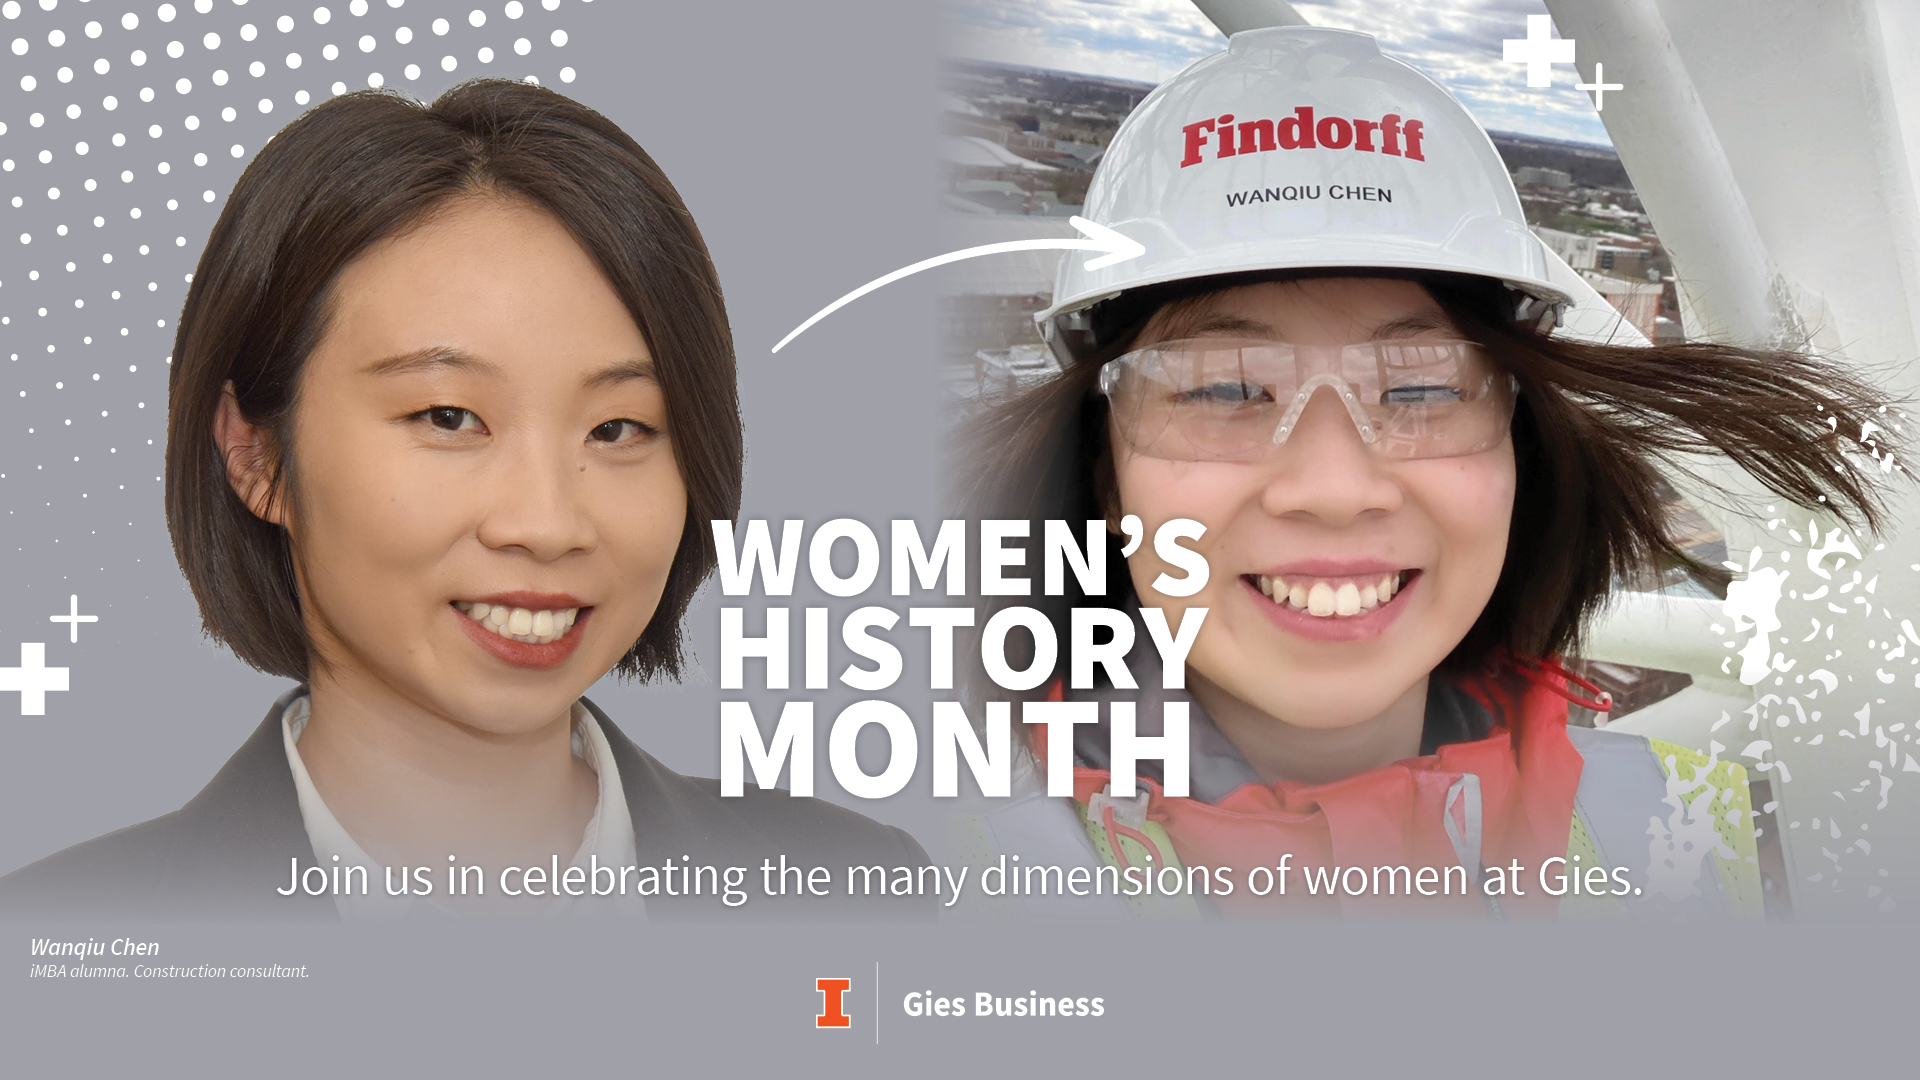 Findorff
WANQIU CHEN
WOMEN’S
HISTORY
MONTH
Join us in celebrating the many dimensions of women at Gies.
Wanqiu Chen
iMBA alumna. Construction consultant.
I
Gies Business